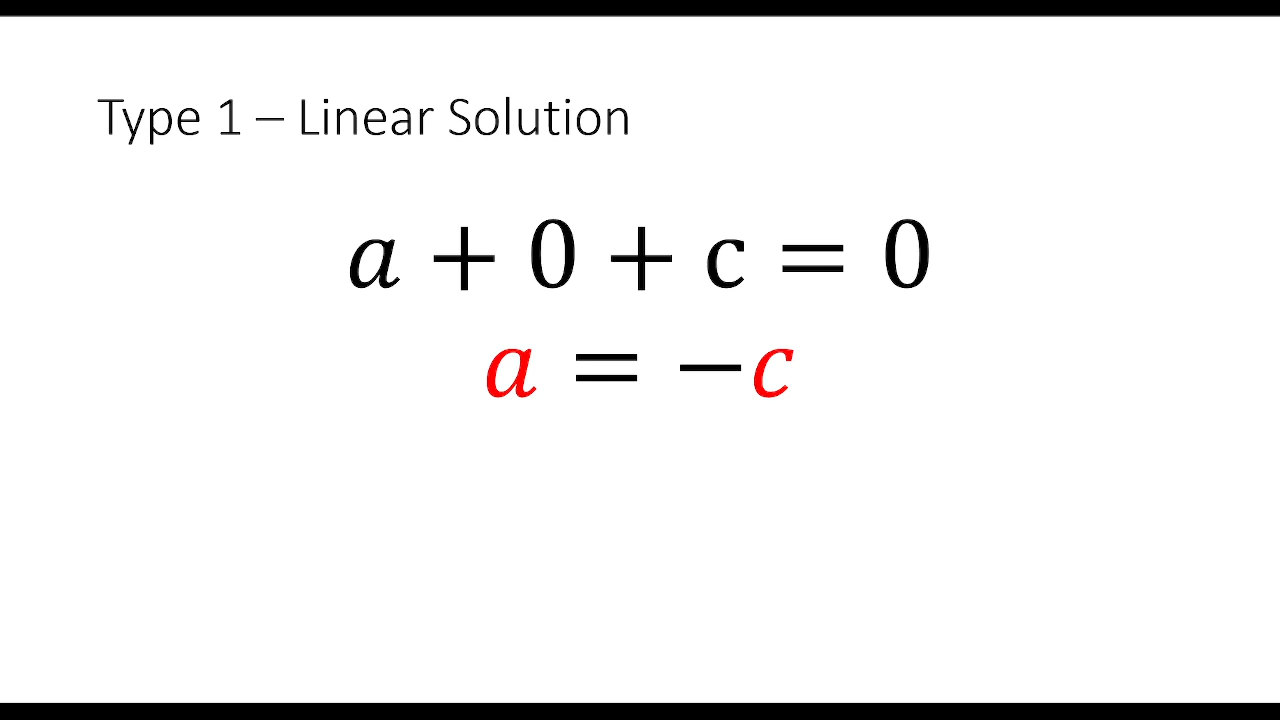 Type 1 – Linear Solution
a + 0 + c = 0
a = −c